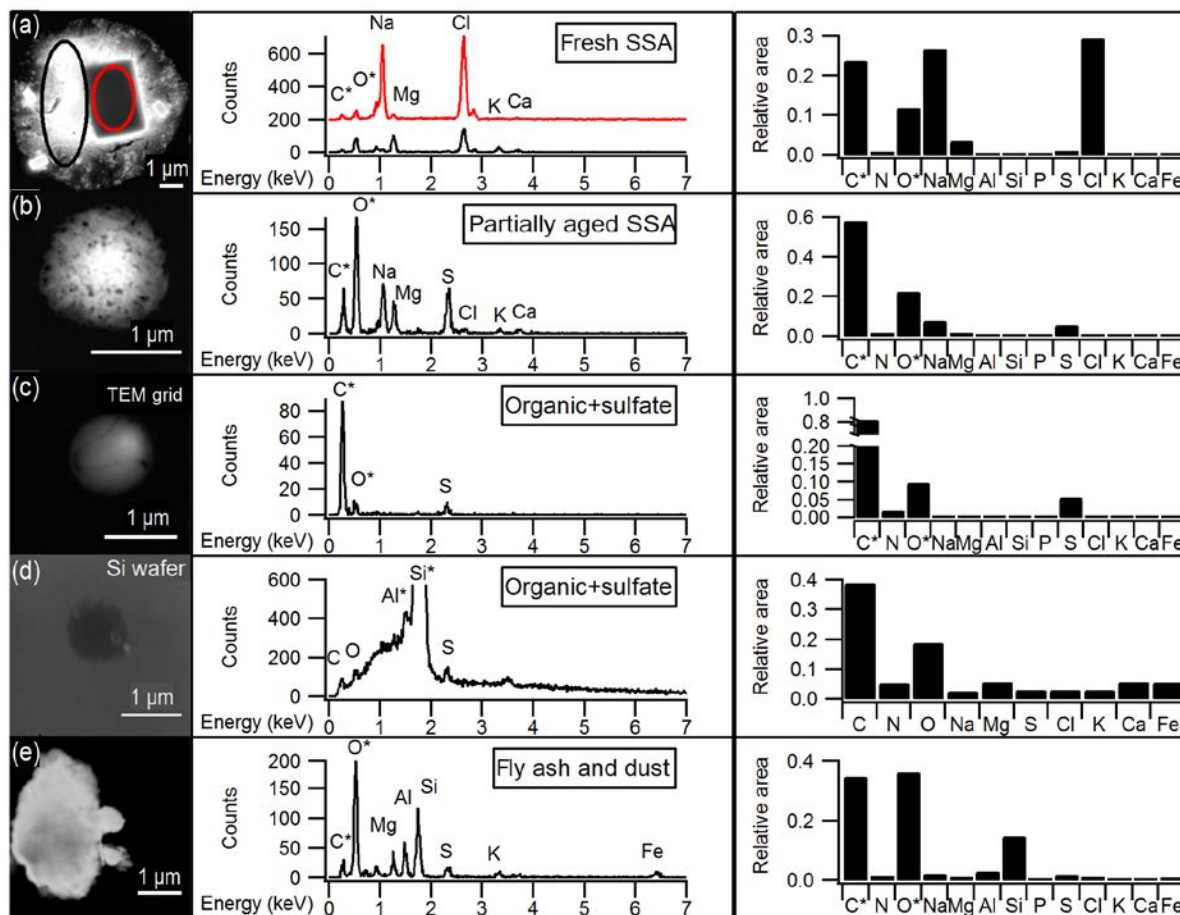 (a)
1 µm
Counts
600
400
200
200
0
Na
Cl
C*
O*
Mg
K
Ca
Fresh SSA
Energy (keV)
0 1 2 3 4 5 6 7
Relative area
0.3
0.2
0.1
0.0
C* N O* Na Mg Al Si P S Cl K Ca Fe
(b)
1 µm
Counts
150
100
50
0
O*
C*
Na
Mg
S
Cl
K
Ca
Partially aged SSA
Energy (keV)
0 1 2 3 4 5 6 7
Relative area
0.6
0.4
0.2
0.0
C* N O* Na Mg Al Si P S Cl K Ca Fe
(c)
TEM grid
1 µm
Counts
80
60
40
20
0
C*
O*
S
Organic+sulfate
Energy (keV)
0 1 2 3 4 5 6 7
Relative area
1.0
0.8
0.20
0.15
0.10
0.05
0.00
C* N O* Na Mg Al Si P S Cl K Ca Fe
(d)
Si wafer
1 µm
Counts
600
400
200
0
Si*
Al*
C
O
S
Organic+sulfate
Energy (keV)
0 1 2 3 4 5 6 7
Relative area
0.4
0.3
0.2
0.1
0.0
C N O Na Mg S Cl K Ca Fe
(e)
1 µm
Counts
200
150
100
50
0
O*
C*
Mg
Al
Si
S
K
Fe
Fly ash and dust
Energy (keV)
0 1 2 3 4 5 6 7
Relative area
0.4
0.2
0.0
C* N O* Na Mg Al Si P S Cl K Ca Fe